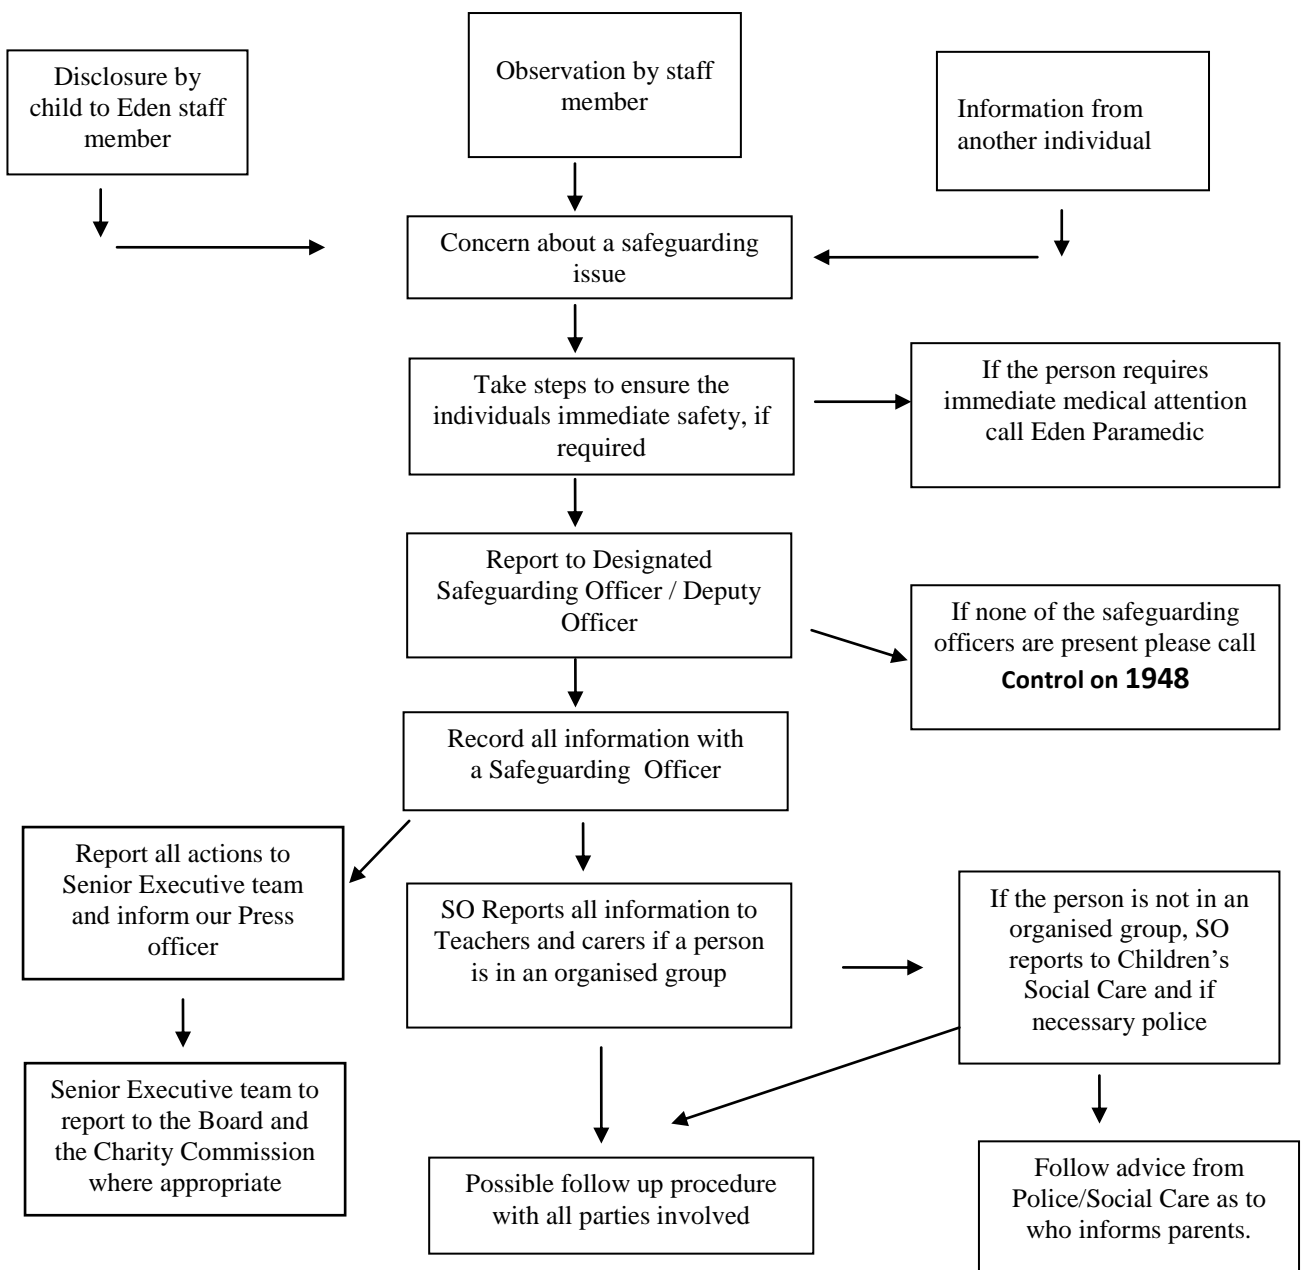 Disclosure by
child to Eden staff
member
Observation by staff
member
Information from
another individual
Concern about a safeguarding
issue
Take steps to ensure the
individuals immediate safety, if
required
If the person requires
immediate medical attention
call Eden Paramedic
Report to Designated
Safeguarding Officer / Deputy
Officer
If none of the safeguarding
officers are present please call
Control on 1948
Record all information with
a Safeguarding Officer
Report all actions to
Senior Executive team
and inform our Press
officer
SO Reports all information to
Teachers and carers if a person
is in an organised group
If the person is not in an
organised group, SO
reports to Children’s
Social Care and if
necessary police
Senior Executive team to
report to the Board and
the Charity Commission
where appropriate
Possible follow up procedure
with all parties involved
Follow advice from
Police/Social Care as to
who informs parents.